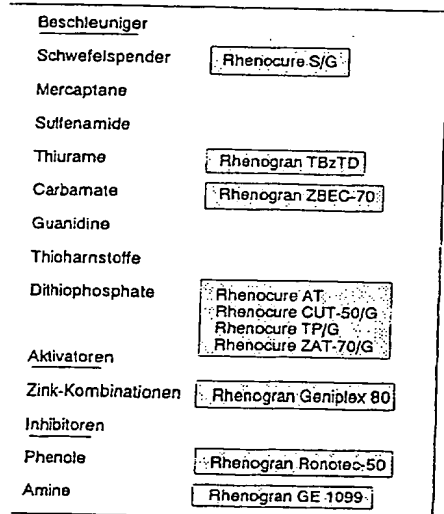 Beschleuniger
Schwefelspender Rhenocure S/G
Mercaptane
Sulfenamide
Thiurame Rhenogran TBzTD
Carbamate Rhenogran ZBEC-70
Guanidine
Thioharnstoffe
Dithiophosphate Rhenocure AT
Rhenocure CUT-50/G
Rhenocure TP/G
Rhenocure ZAT-70/G
Aktivatoren
Zink-Kombinationen Rhenogran Geniplex 80
Inhibitoren
Phenole Rhenogran Ronotec-50
Amine Rhenogran GE 1099